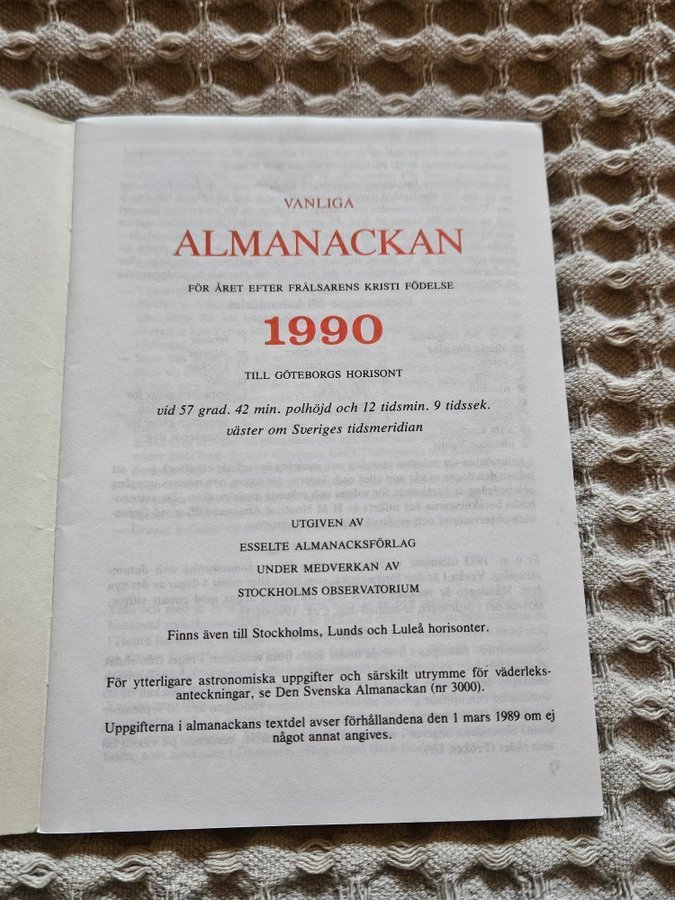 VANLIGA
ALMANACKAN
FÖR ÅRET EFTER FRÄLSARENS KRISTI FÖDELSE
1990
TILL GÖTEBORGS HORISONT
vid 57 grad. 42 min. polhöjd och 12 tidsmin. 9 tidssek.
väster om Sveriges tidsmeridian
UTGIVEN AV
ESSELTE ALMANACKSFÖRLAG
UNDER MEDVERKAN AV
STOCKHOLMS OBSERVATORIUM
Finns även till Stockholms, Lunds och Luleå horisonter.
För ytterligare astronomiska uppgifter och särskilt utrymme för väderleks-
anteckningar, se Den Svenska Almanackan (nr 3000).
Uppgifterna i almanackans textdel avser förhållandena den 1 mars 1989 om ej
något annat angives.